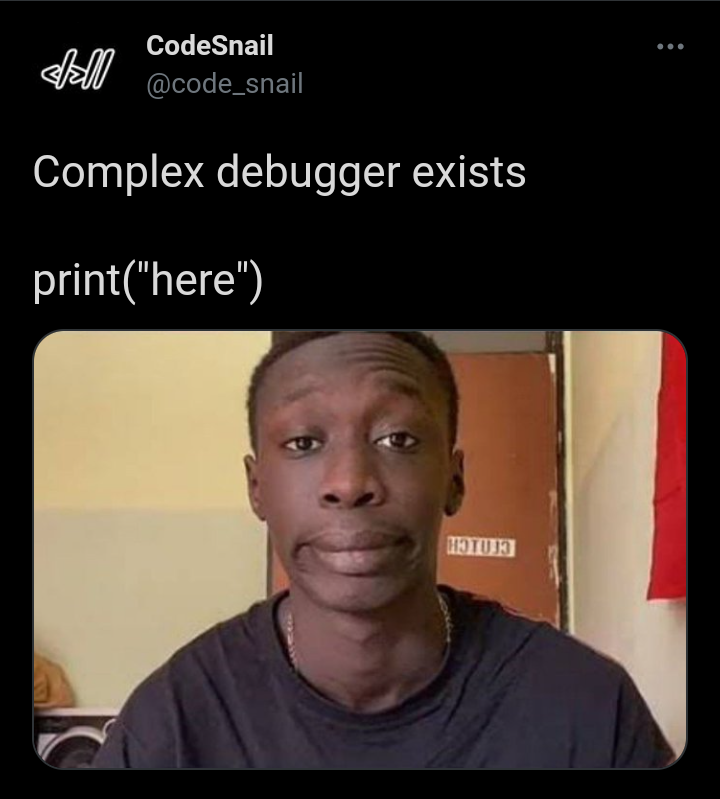 CodeSnail
@code_snail
Complex debugger exists
print("here")
CLUTCH